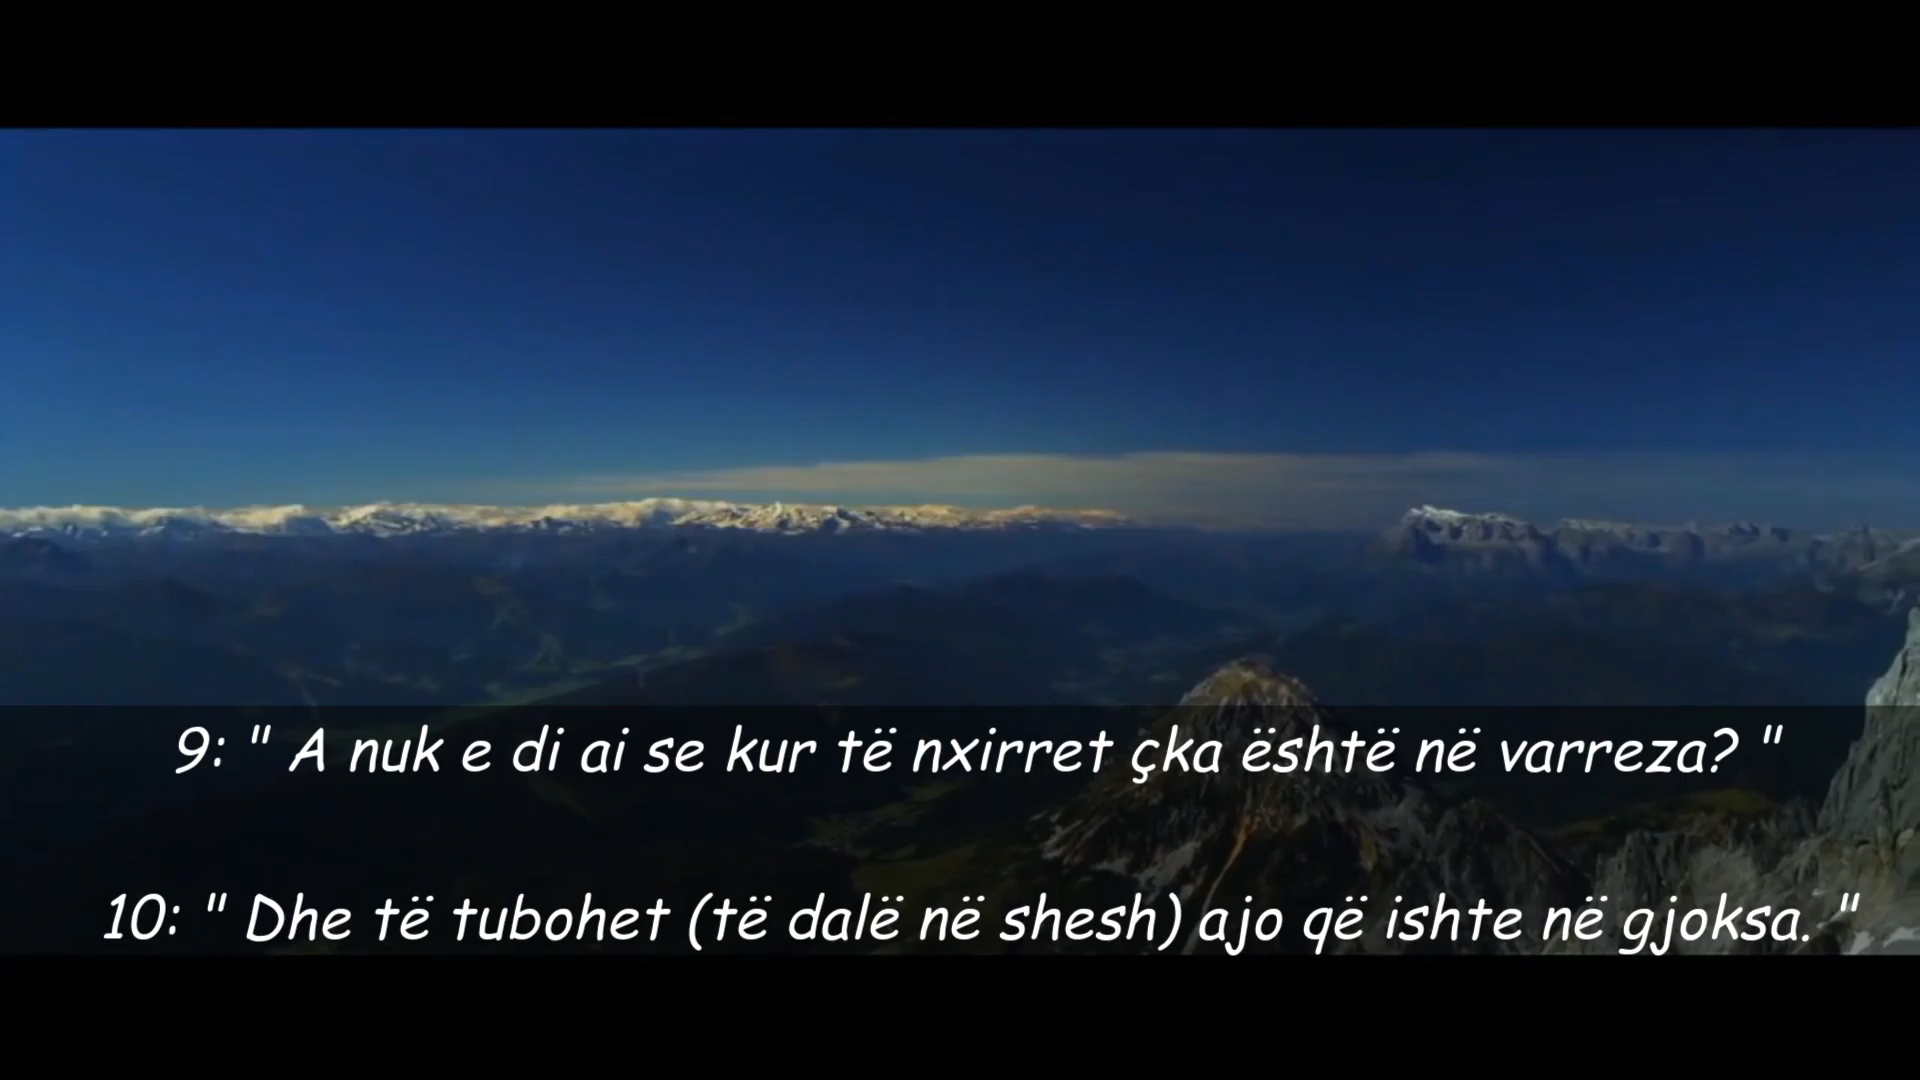 9: " A nuk e di ai se kur të nxirret çka është në varreza? "
10: " Dhe të tubohet (të dalë në shesh) ajo që ishte në gjoksa. "